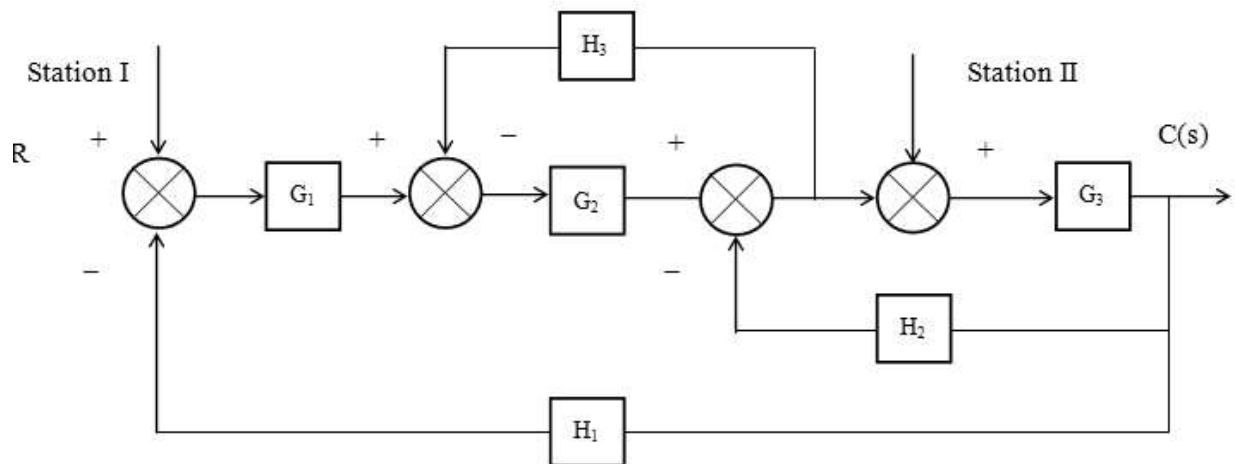 H₃
Station I
Station II
+
+
−
+
+
C(s)
R
G₁
G₂
G₃
−
−
H₂
H₁